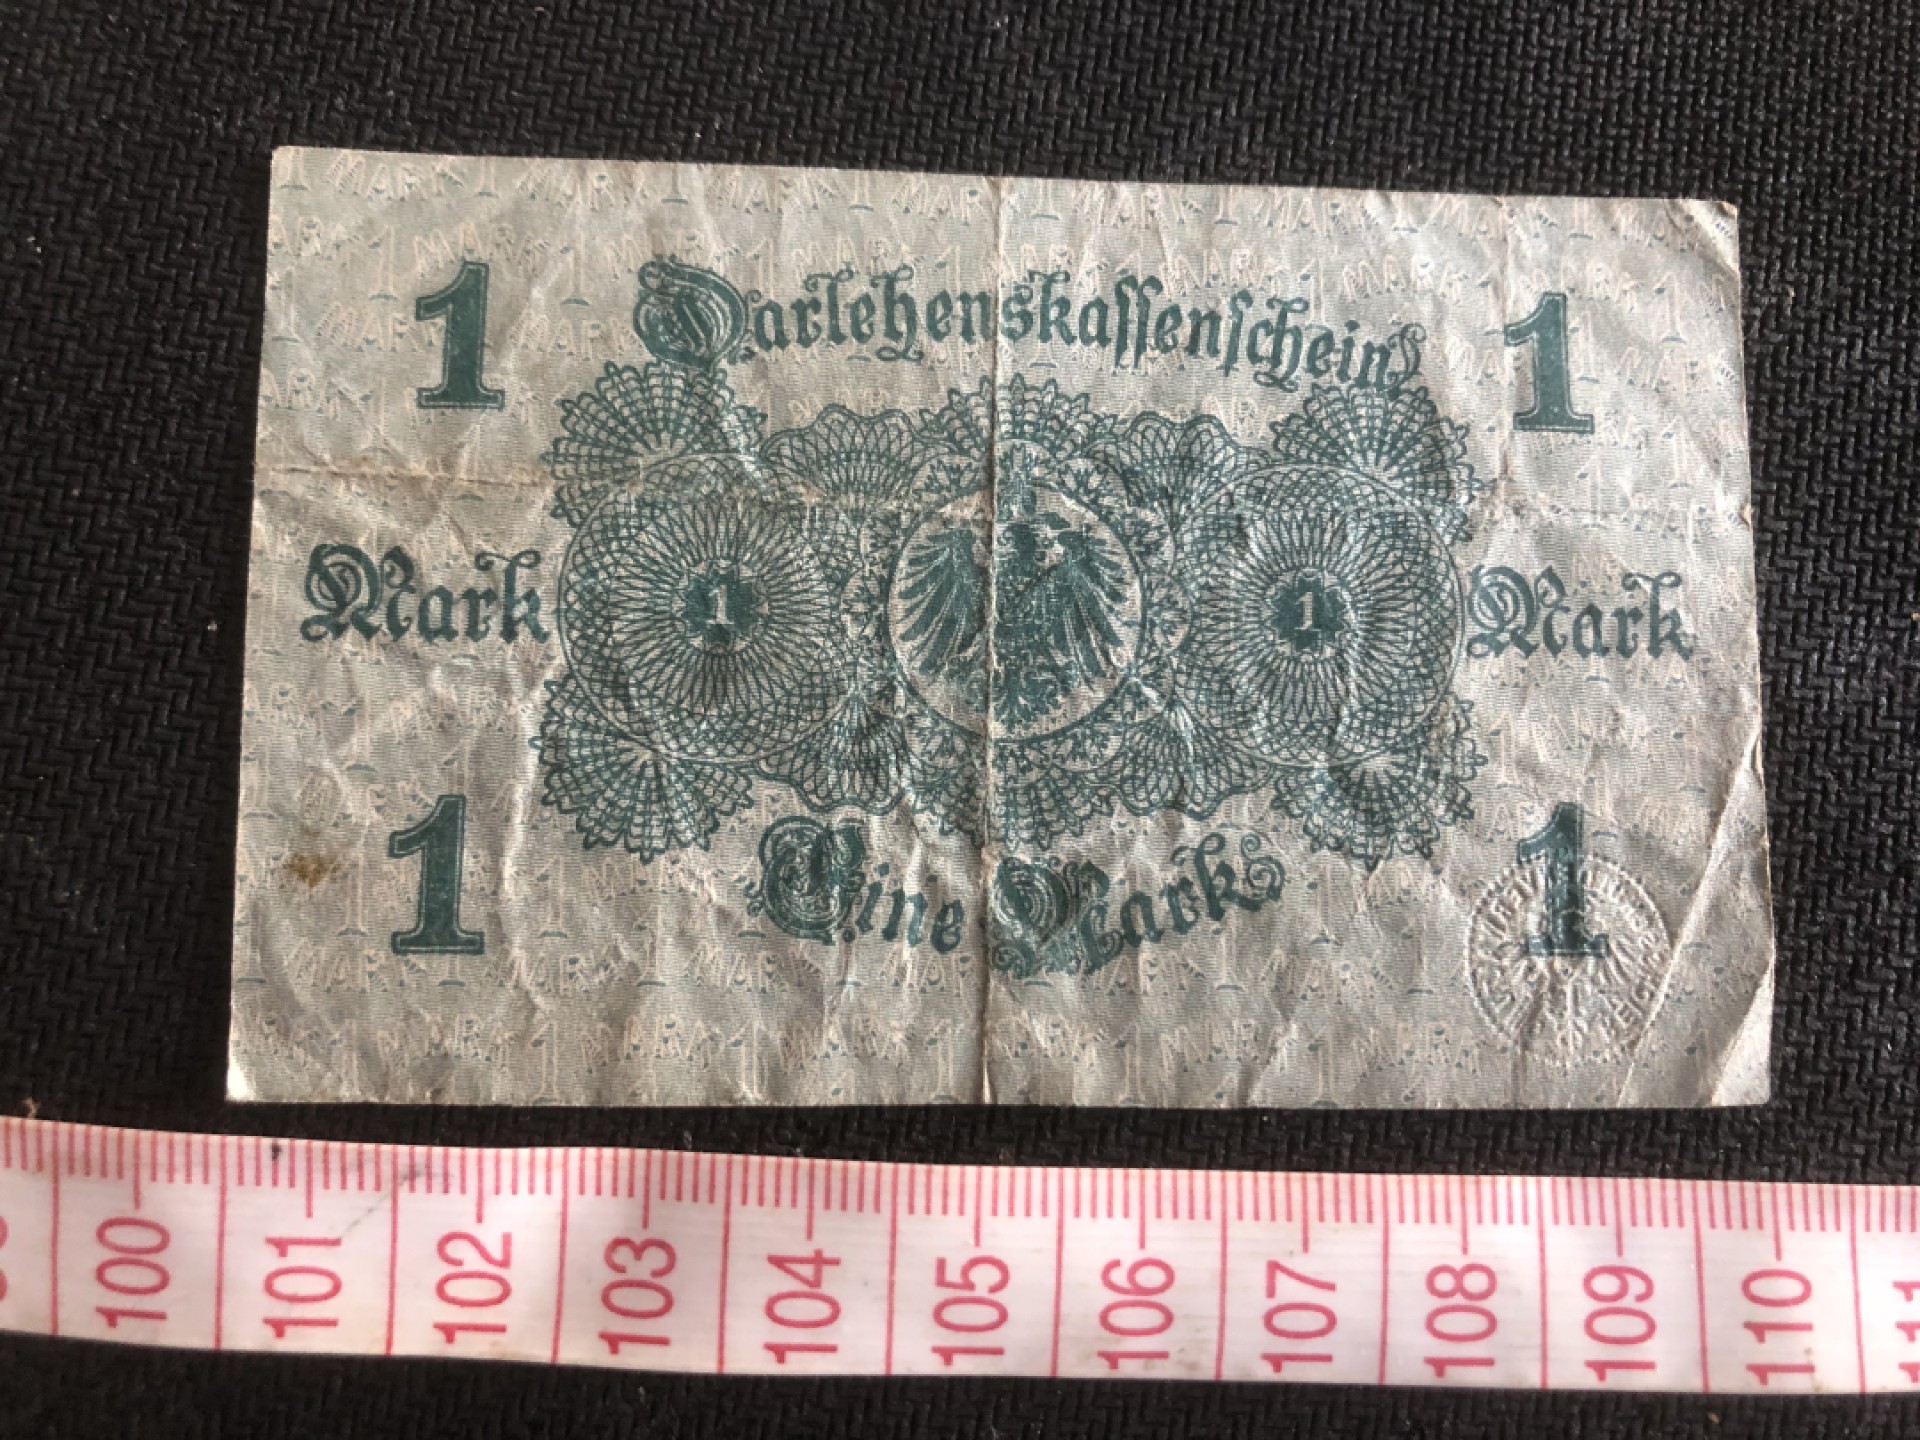 1 Darlehenskassenschein 1
Mark 1 1 Mark
1 Eine Mark 1
100 101 102 103 104 105 106 107 108 109 110